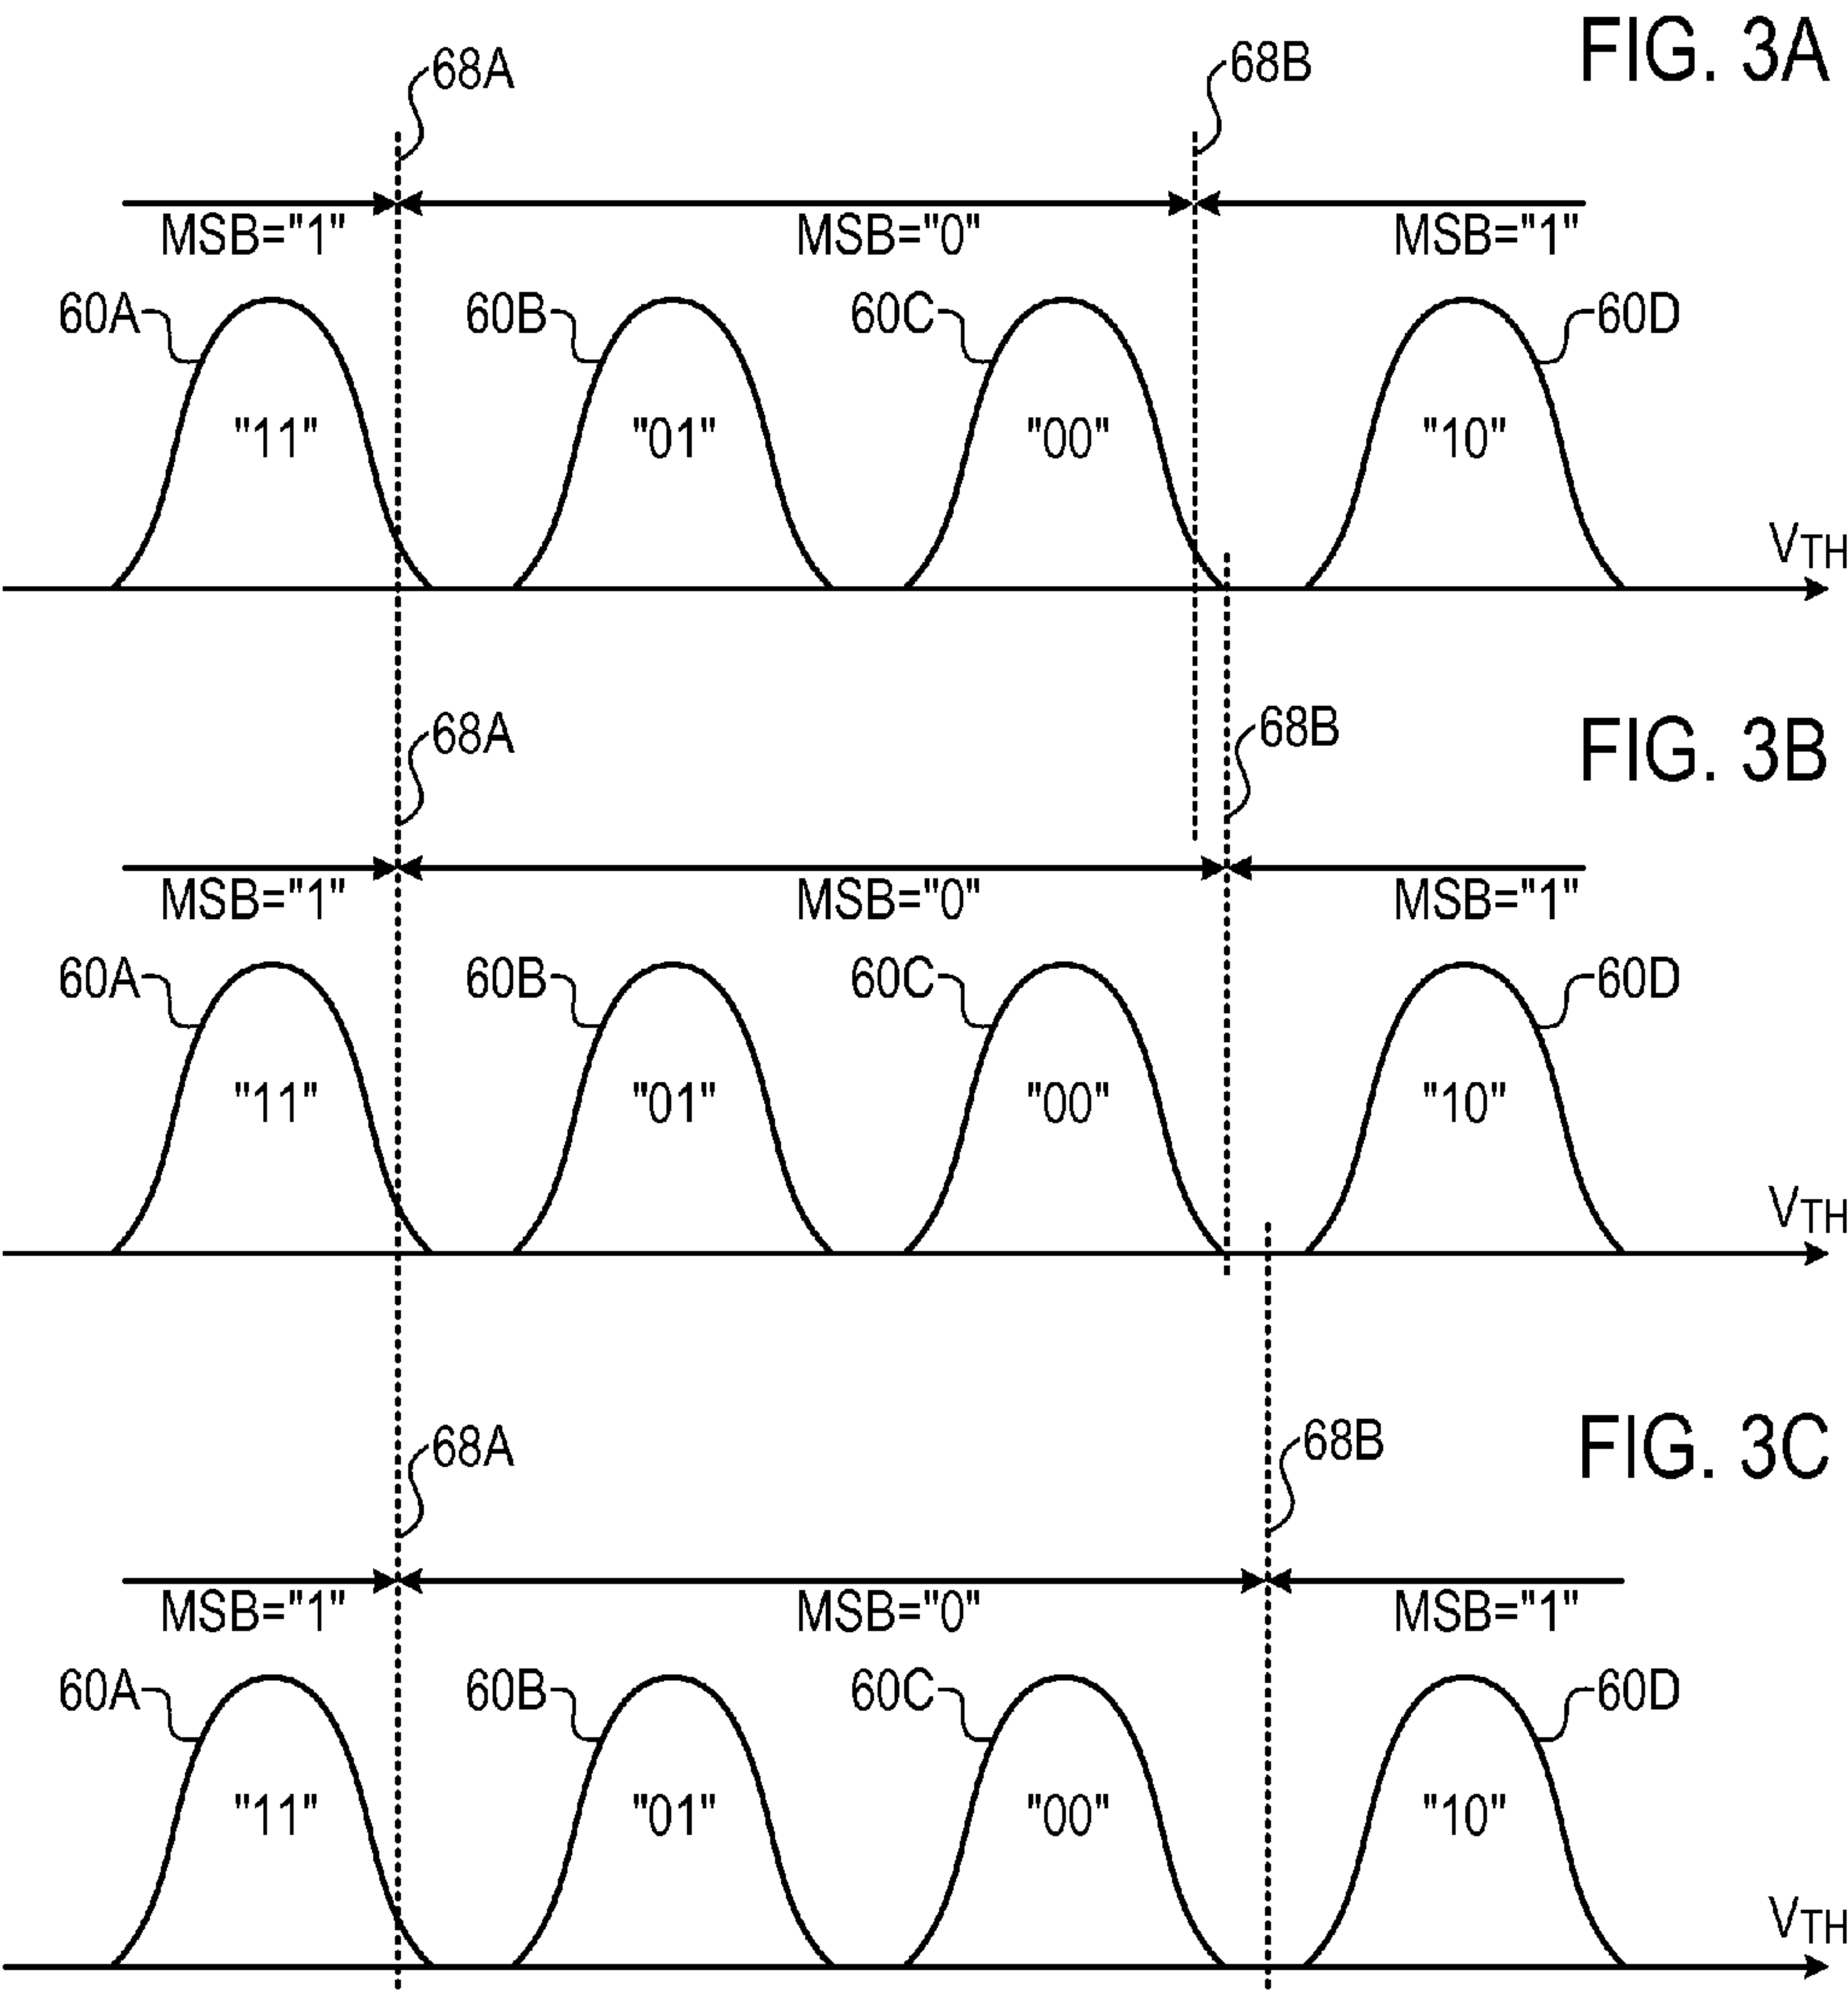 FIG. 3A
68A 68B
MSB="1" MSB="0" MSB="1"
60A 60B 60C 60D
"11" "01" "00" "10"
VTH
FIG. 3B
68A 68B
MSB="1" MSB="0" MSB="1"
60A 60B 60C 60D
"11" "01" "00" "10"
VTH
FIG. 3C
68A 68B
MSB="1" MSB="0" MSB="1"
60A 60B 60C 60D
"11" "01" "00" "10"
VTH